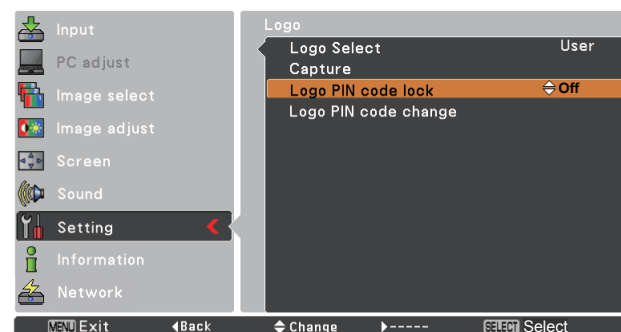 Input
PC adjust
Image select
Image adjust
Screen
Sound
Setting
Information
Network
Logo
Logo Select User
Capture
Logo PIN code lock Off
Logo PIN code change
MENU Exit Back Change ----- SELECT Select